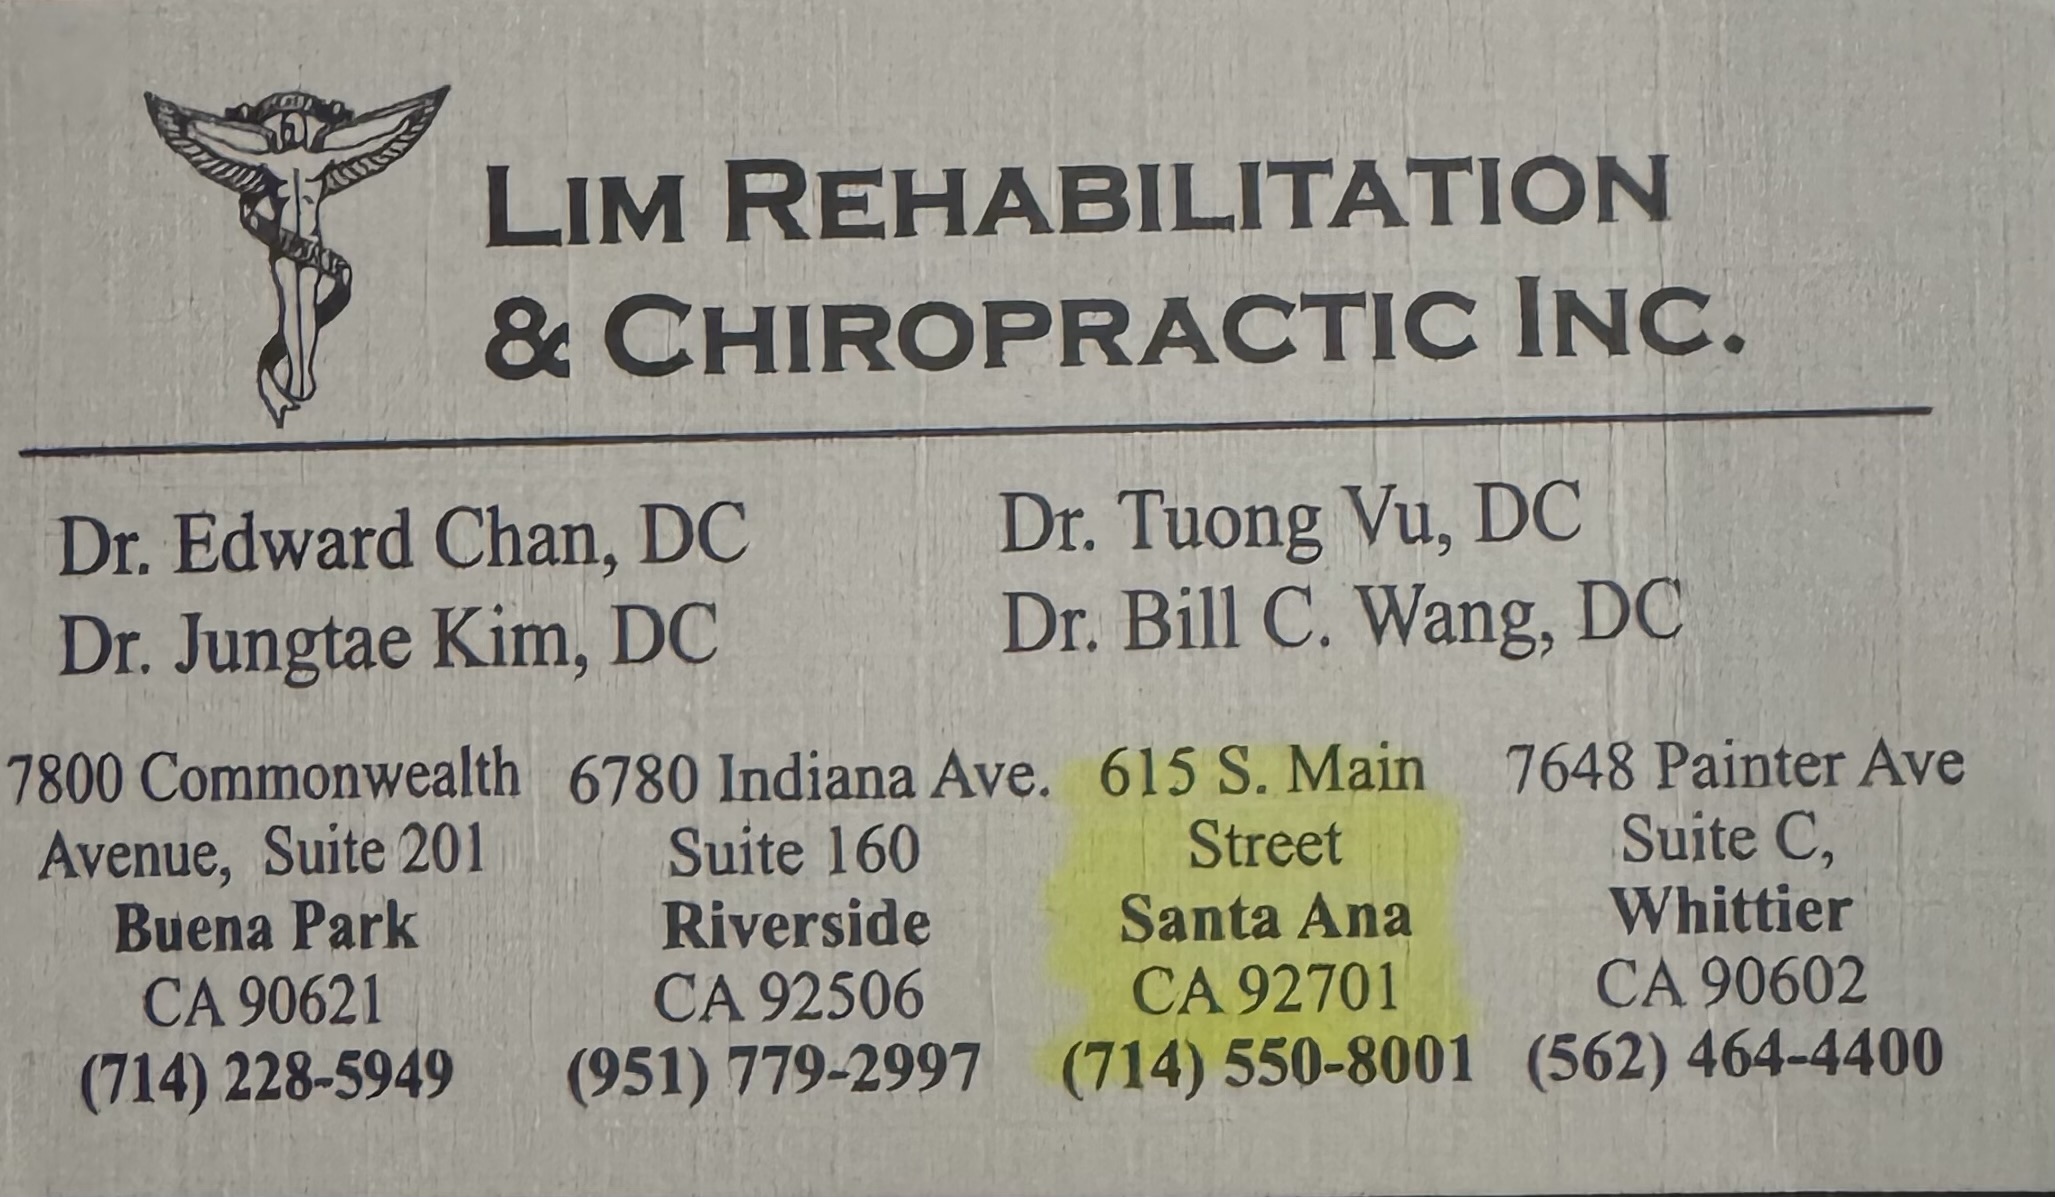 LIM REHABILITATION
& CHIROPRACTIC INC.
Dr. Edward Chan, DC
Dr. Jungtae Kim, DC
Dr. Tuong Vu, DC
Dr. Bill C. Wang, DC
7800 Commonwealth
Avenue, Suite 201
Buena Park
CA 90621
(714) 228-5949
6780 Indiana Ave.
Suite 160
Riverside
CA 92506
(951) 779-2997
615 S. Main
Street
Santa Ana
CA 92701
(714) 550-8001
7648 Painter Ave
Suite C,
Whittier
CA 90602
(562) 464-4400